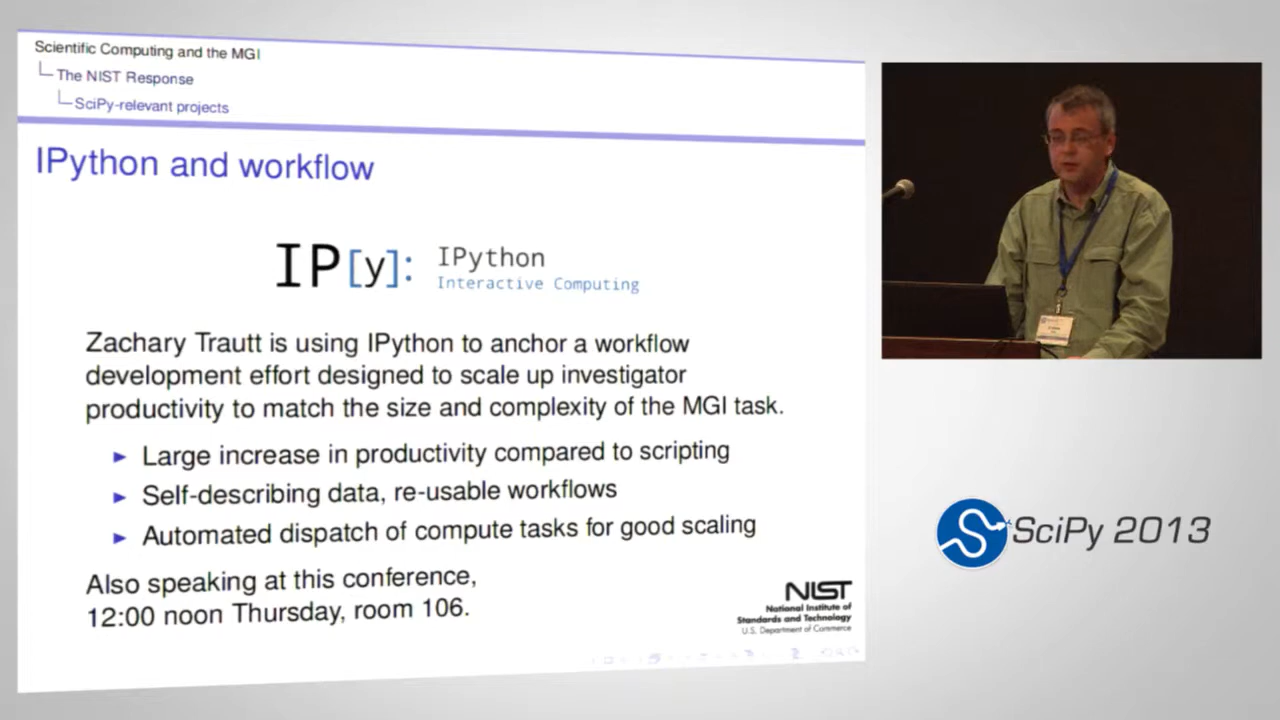 Scientific Computing and the MGI
The NIST Response
SciPy-relevant projects
IPython and workflow
IP[y]: IPython
Interactive Computing
Zachary Trautt is using IPython to anchor a workflow
development effort designed to scale up investigator
productivity to match the size and complexity of the MGI task.
► Large increase in productivity compared to scripting
► Self-describing data, re-usable workflows
► Automated dispatch of compute tasks for good scaling
Also speaking at this conference,
12:00 noon Thursday, room 106.
NIST
National Institute of
Standards and Technology
U.S. Department of Commerce
SciPy 2013